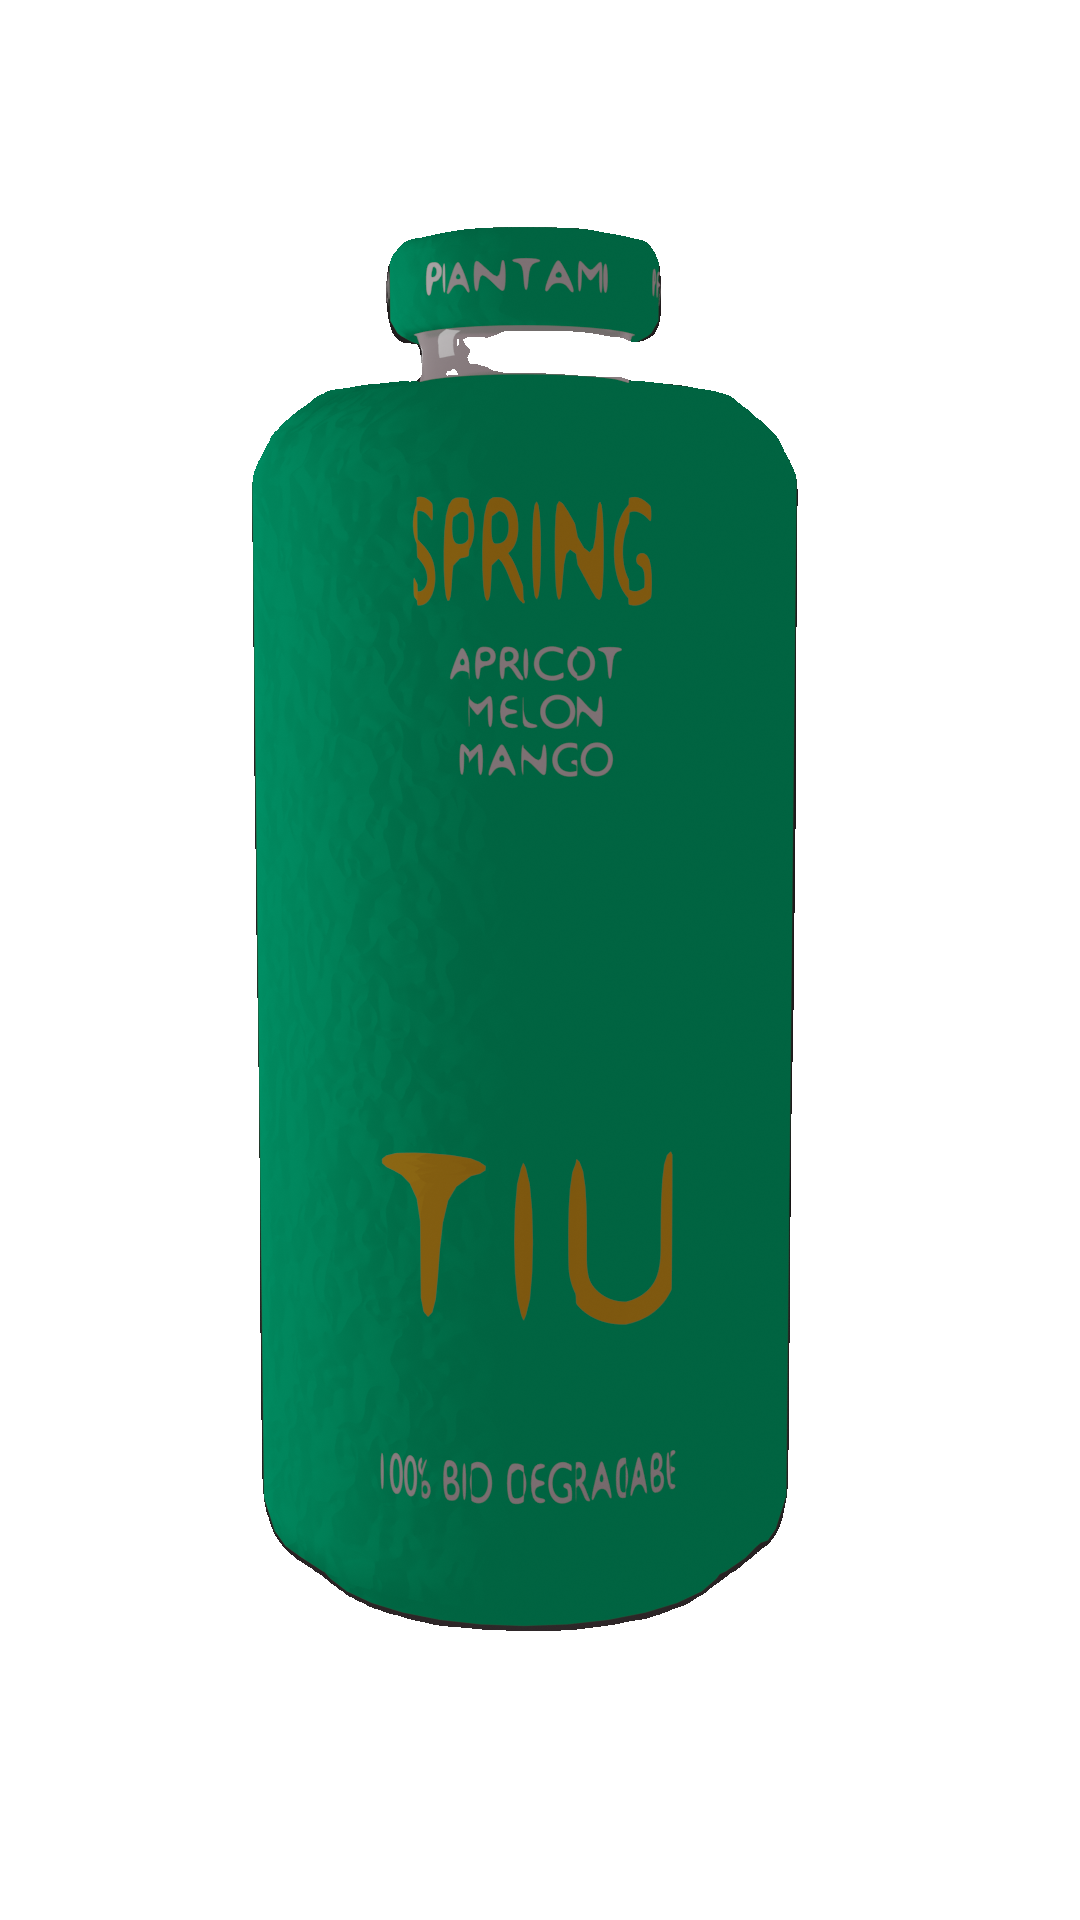 PIANTAMI
SPRING
APRICOT
MELON
MANGO
TIU
100% BIO DEGRADABE